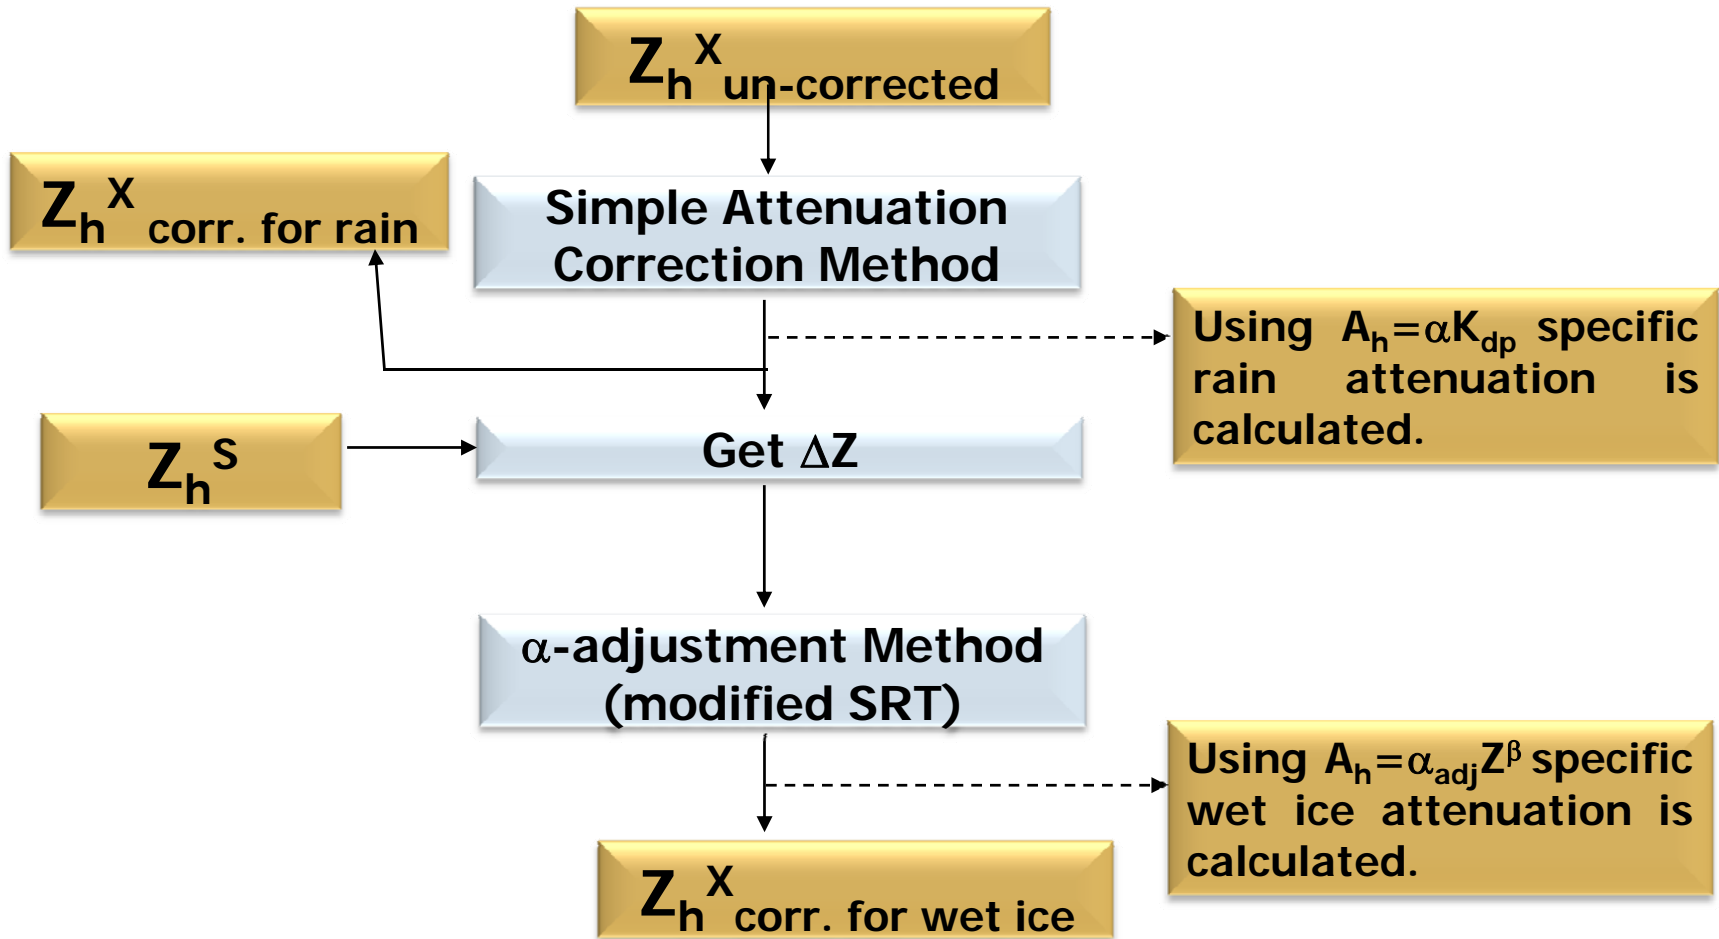 Z_h^X un-corrected
Z_h^X corr. for rain
Simple Attenuation
Correction Method
Using A_h=αK_dp specific
rain attenuation is
calculated.
Z_h^S
Get ΔZ
α-adjustment Method
(modified SRT)
Using A_h=α_adjZ^β specific
wet ice attenuation is
calculated.
Z_h^X corr. for wet ice